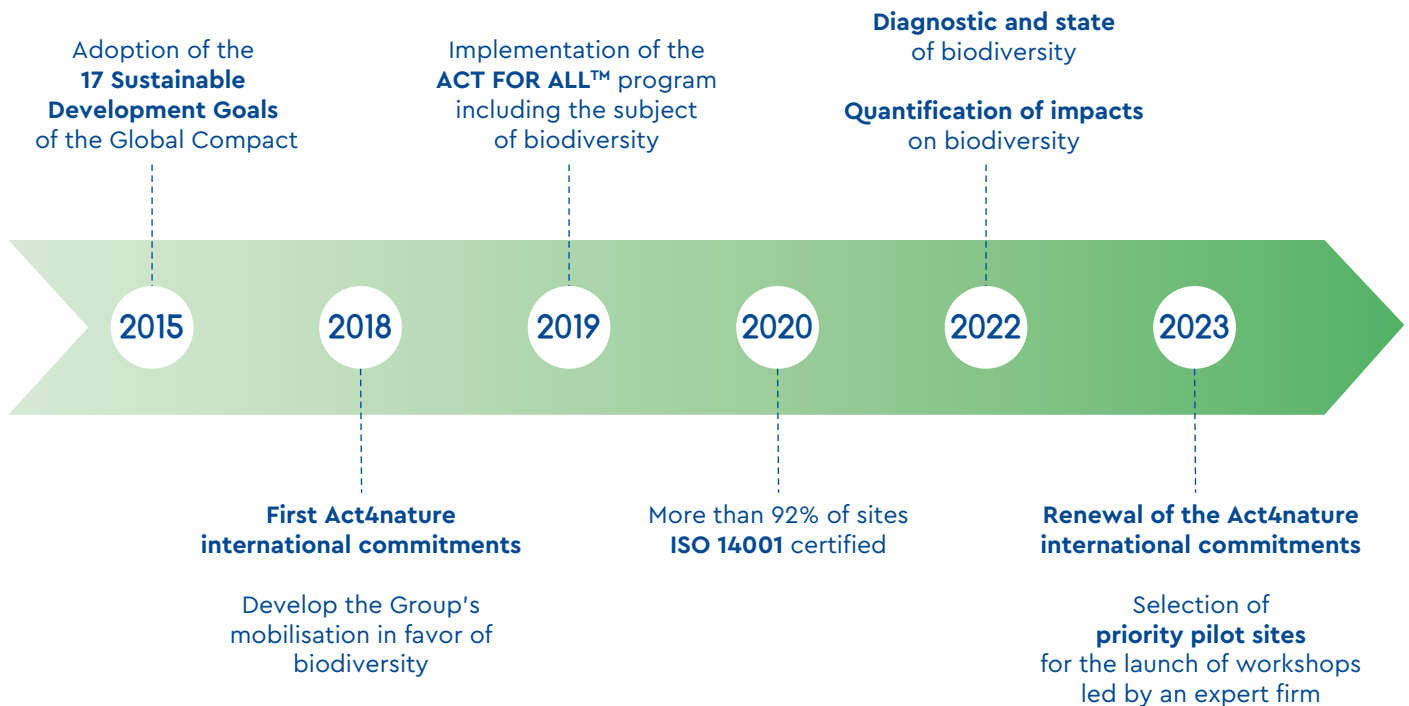 Adoption of the
17 Sustainable
Development Goals
of the Global Compact
Implementation of the
ACT FOR ALL™ program
including the subject
of biodiversity
Diagnostic and state
of biodiversity
Quantification of impacts
on biodiversity
2015
2018
2019
2020
2022
2023
First Act4nature
international commitments
Develop the Group's
mobilisation in favor of
biodiversity
More than 92% of sites
ISO 14001 certified
Renewal of the Act4nature
international commitments
Selection of
priority pilot sites
for the launch of workshops
led by an expert firm